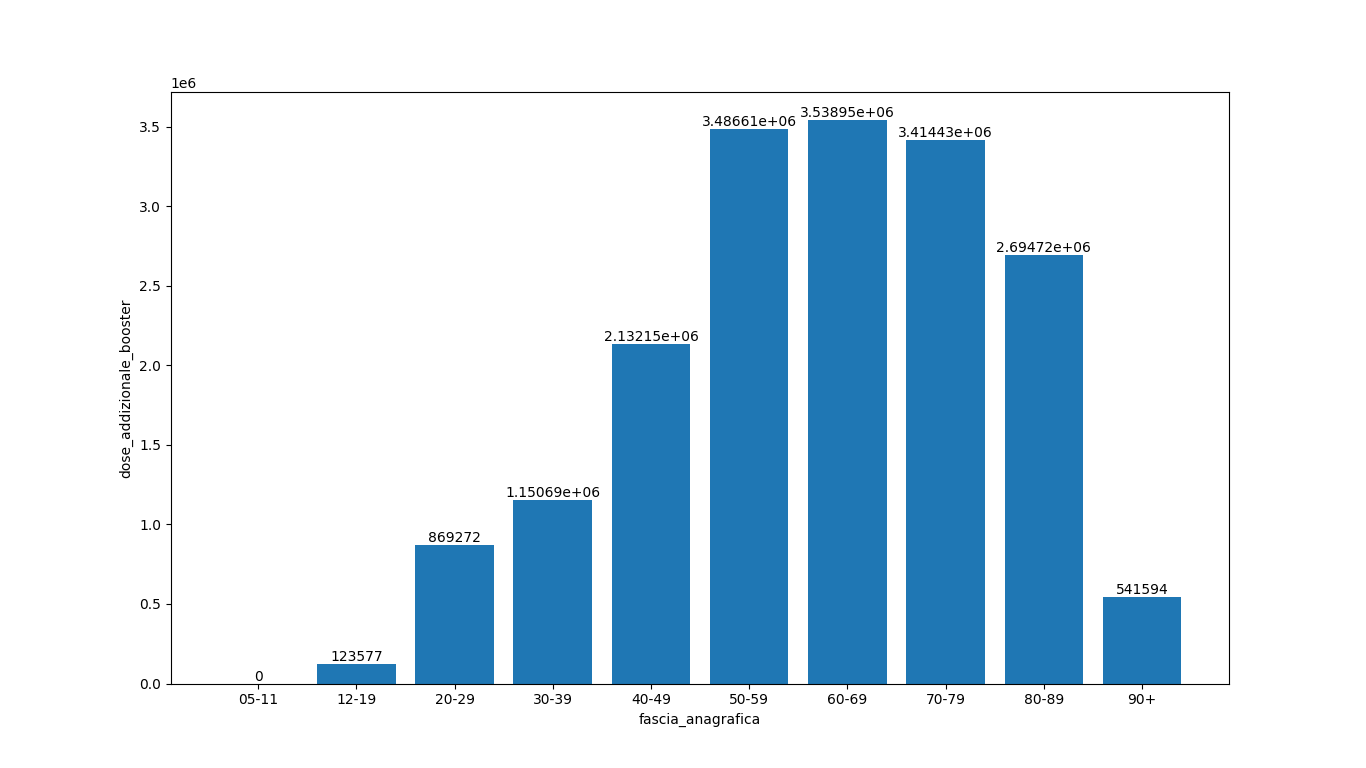 1e6
3.5
3.0
2.5
2.0
1.5
1.0
0.5
0.0
dose_addizionale_booster
0
123577
869272
1.15069e+06
2.13215e+06
3.48661e+06
3.53895e+06
3.41443e+06
2.69472e+06
541594
05-11
12-19
20-29
30-39
40-49
50-59
60-69
70-79
80-89
90+
fascia_anagrafica